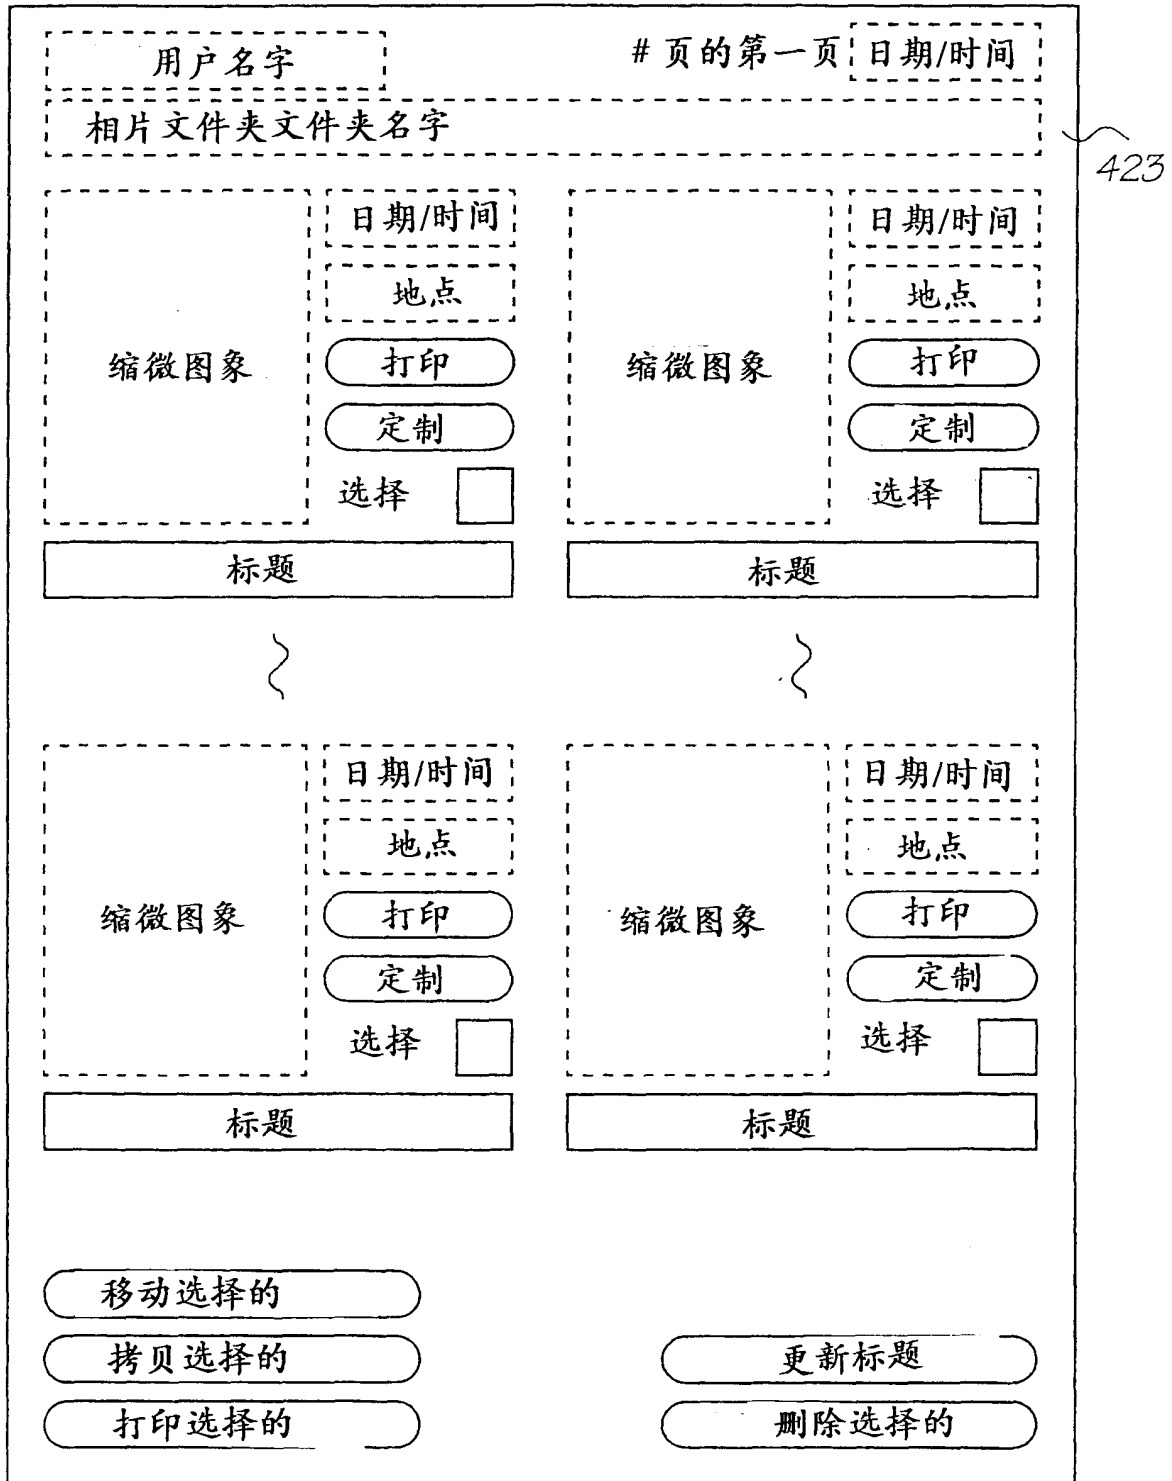 用户名字 #页的第一页 日期/时间
相片文件夹文件夹名字
423
日期/时间 日期/时间
地点 地点
缩微图象 打印 缩微图象 打印
定制 定制
选择 选择
标题 标题
日期/时间 日期/时间
地点 地点
缩微图象 打印 缩微图象 打印
定制 定制
选择 选择
标题 标题
移动选择的
拷贝选择的 更新标题
打印选择的 删除选择的